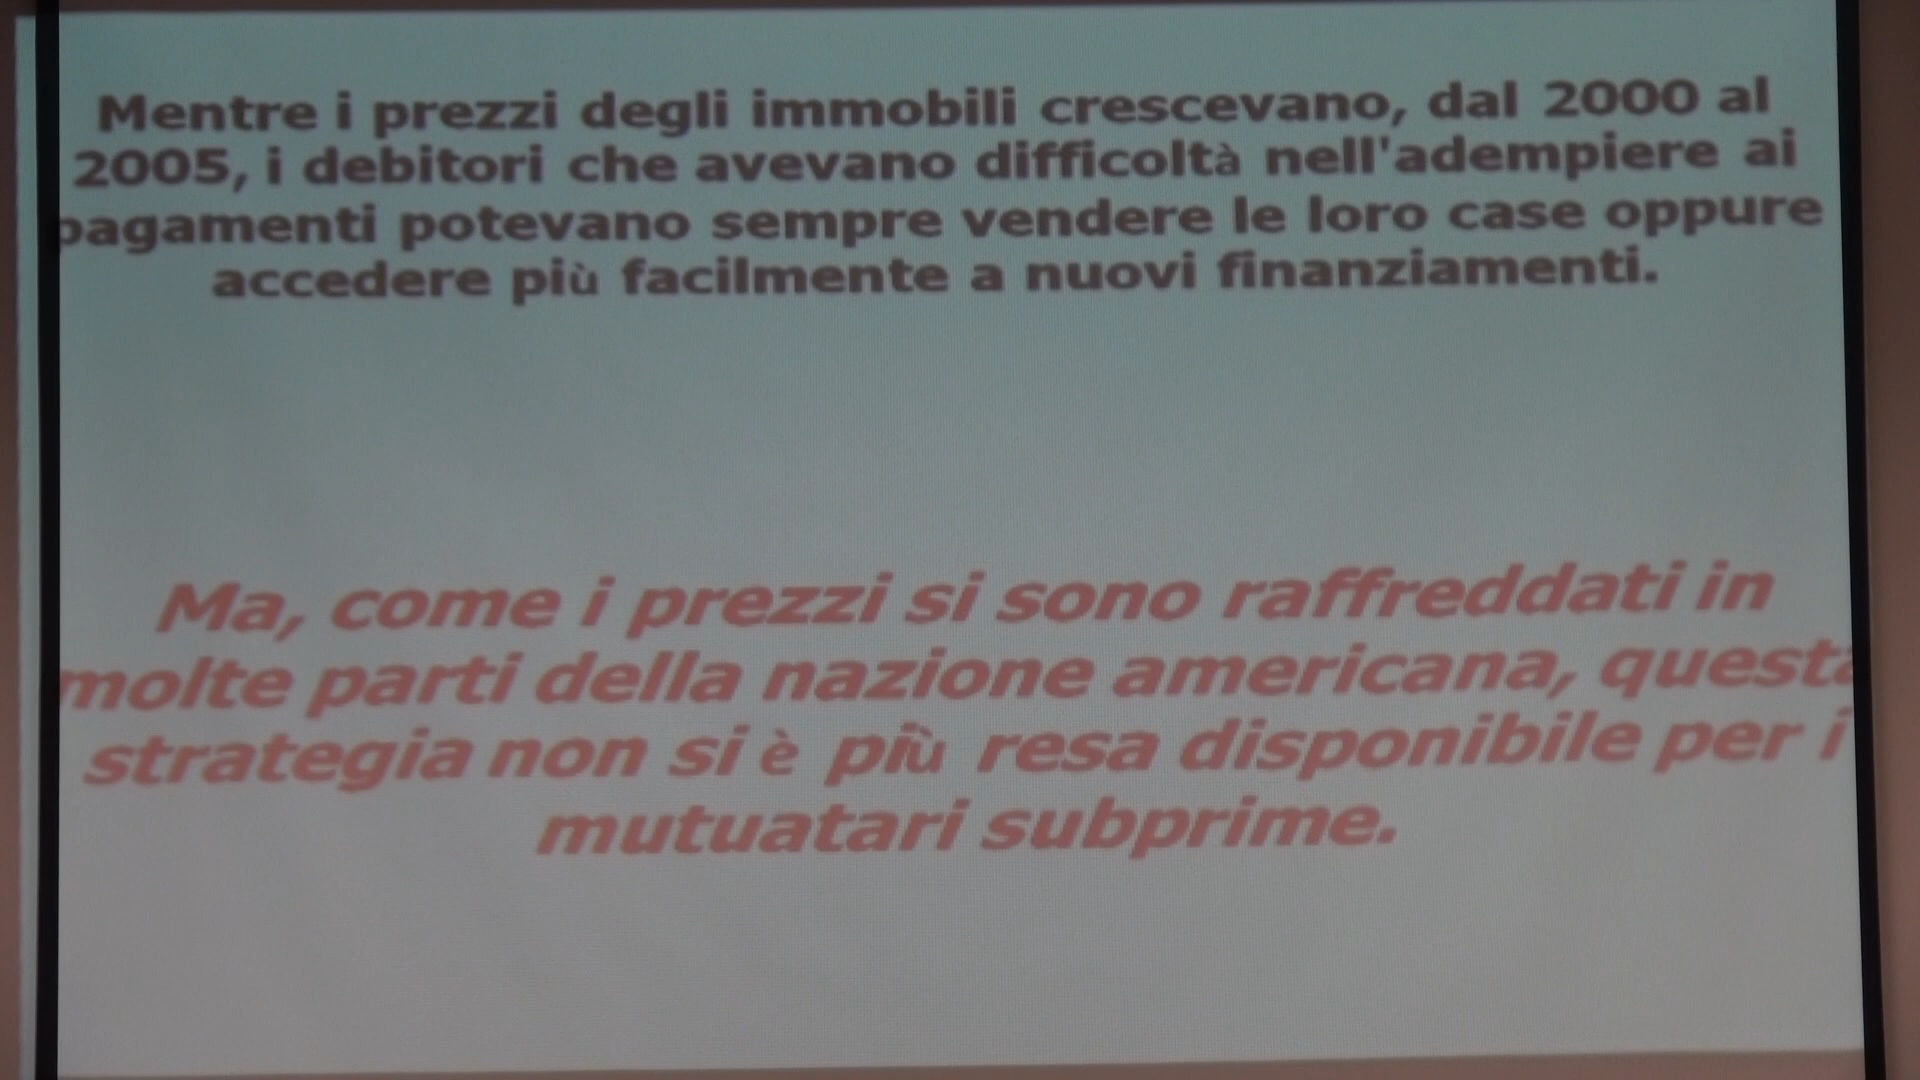 Mentre i prezzi degli immobili crescevano, dal 2000 al
2005, i debitori che avevano difficoltà nell'adempiere ai
pagamenti potevano sempre vendere le loro case oppure
accedere più facilmente a nuovi finanziamenti.
Ma, come i prezzi si sono raffreddati in
molte parti della nazione americana, questa
strategia non si è più resa disponibile per i
mutuatari subprime.